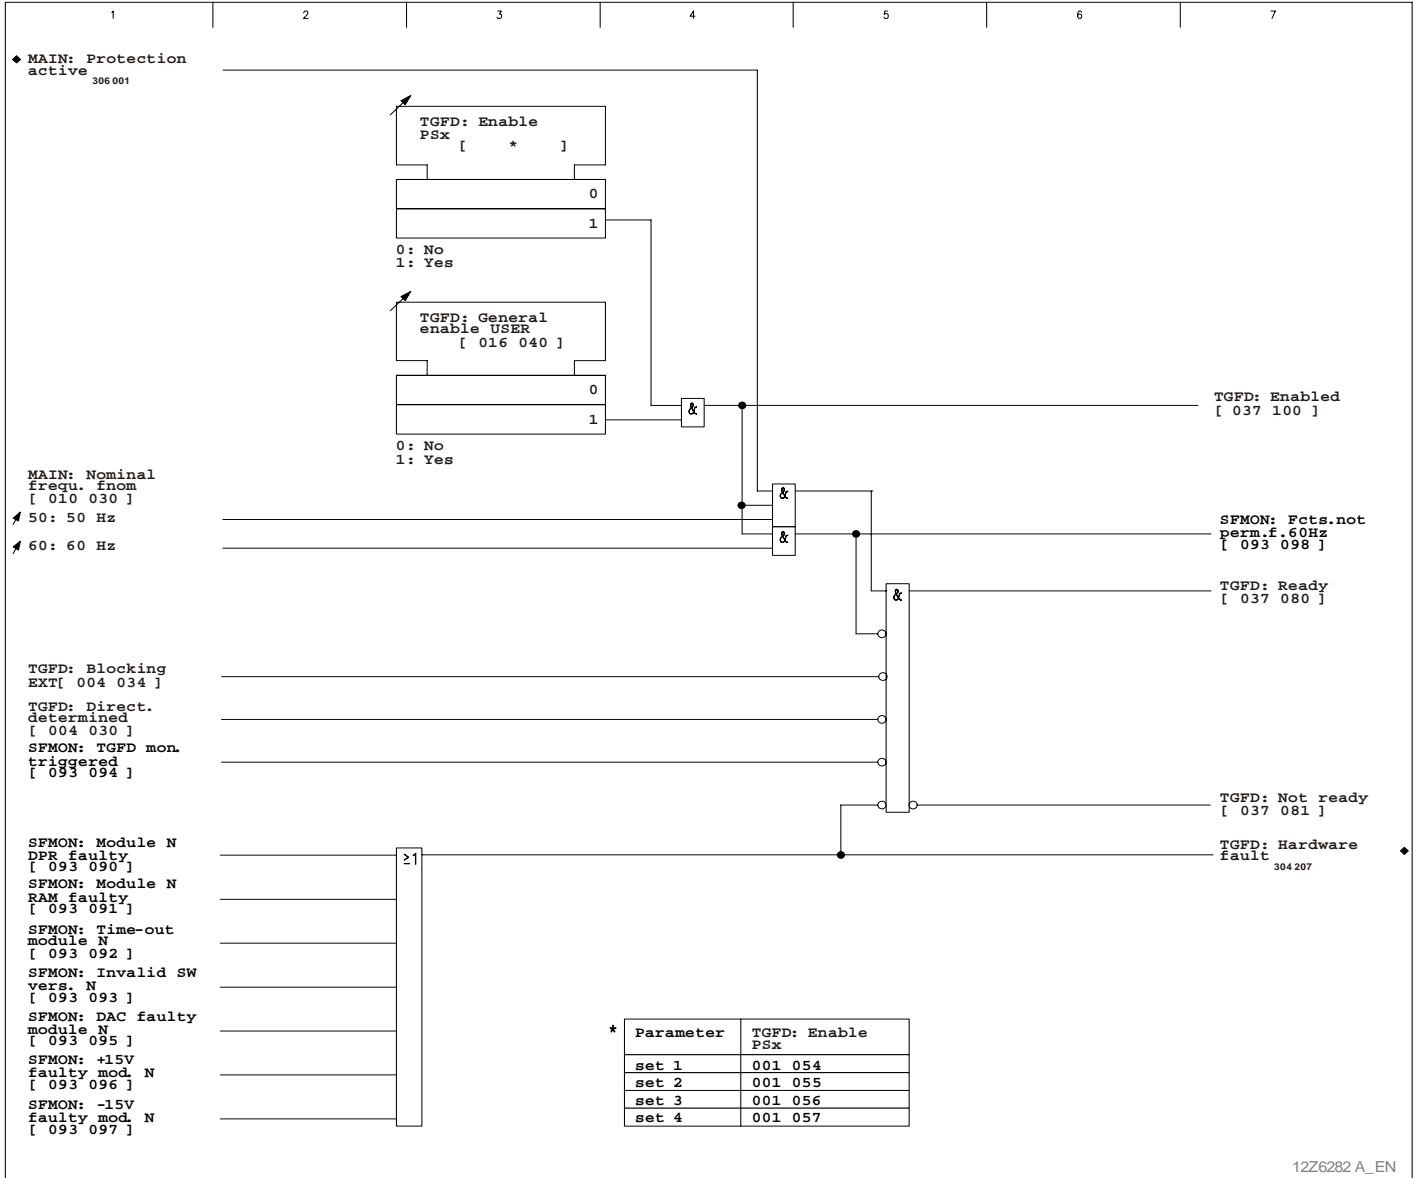 1 2 3 4 5 6 7
MAIN: Protection
active 306 001
TGFD: Enable
PSx
[ * ]
0
1
0: No
1: Yes
TGFD: General
enable USER
[ 016 040 ]
0
1
0: No
1: Yes
&
TGFD: Enabled
[ 037 100 ]
MAIN: Nominal
frequ. fnom
[ 010 030 ]
50: 50 Hz
60: 60 Hz
&
&
SFMON: Fcts.not
perm.f.60Hz
[ 093 098 ]
&
TGFD: Ready
[ 037 080 ]
TGFD: Blocking
EXT[ 004 034 ]
TGFD: Direct.
determined
[ 004 030 ]
SFMON: TGFD mon.
triggered
[ 093 094 ]
TGFD: Not ready
[ 037 081 ]
SFMON: Module N
DPR faulty
[ 093 090 ]
≥1
TGFD: Hardware
fault 304 207
SFMON: Module N
RAM faulty
[ 093 091 ]
SFMON: Time-out
module N
[ 093 092 ]
SFMON: Invalid SW
vers. N
[ 093 093 ]
SFMON: DAC faulty
module N
[ 093 095 ]
SFMON: +15V
faulty mod. N
[ 093 096 ]
SFMON: -15V
faulty mod. N
[ 093 097 ]
* Parameter TGFD: Enable
PSx
set 1 001 054
set 2 001 055
set 3 001 056
set 4 001 057
12Z6282 A_EN